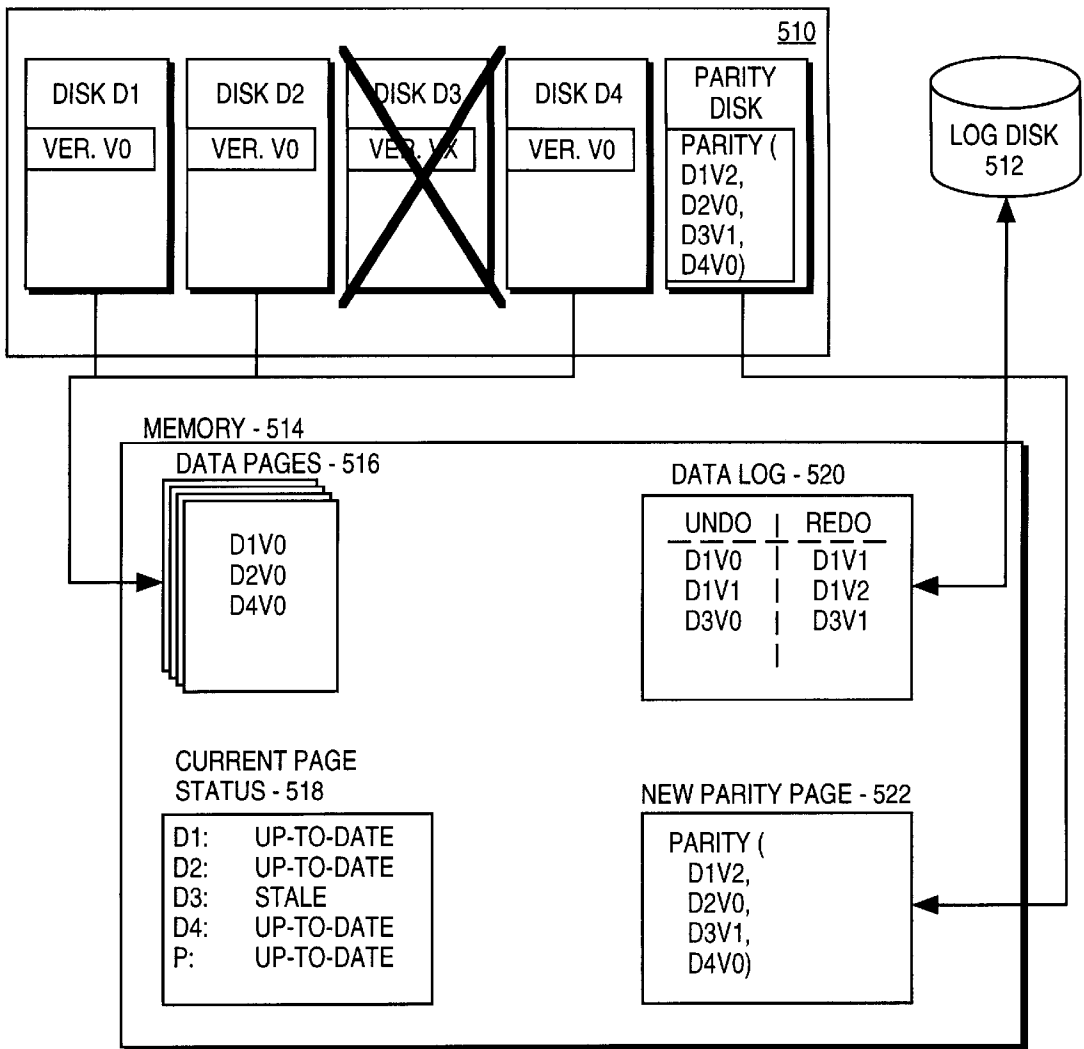 510
DISK D1
VER. V0
DISK D2
VER. V0
DISK D3
VER. VX
DISK D4
VER. V0
PARITY
DISK
PARITY (
D1V2,
D2V0,
D3V1,
D4V0)
LOG DISK
512
MEMORY - 514
DATA PAGES - 516
D1V0
D2V0
D4V0
DATA LOG - 520
UNDO | REDO
D1V0 | D1V1
D1V1 | D1V2
D3V0 | D3V1
CURRENT PAGE
STATUS - 518
D1: UP-TO-DATE
D2: UP-TO-DATE
D3: STALE
D4: UP-TO-DATE
P: UP-TO-DATE
NEW PARITY PAGE - 522
PARITY (
D1V2,
D2V0,
D3V1,
D4V0)